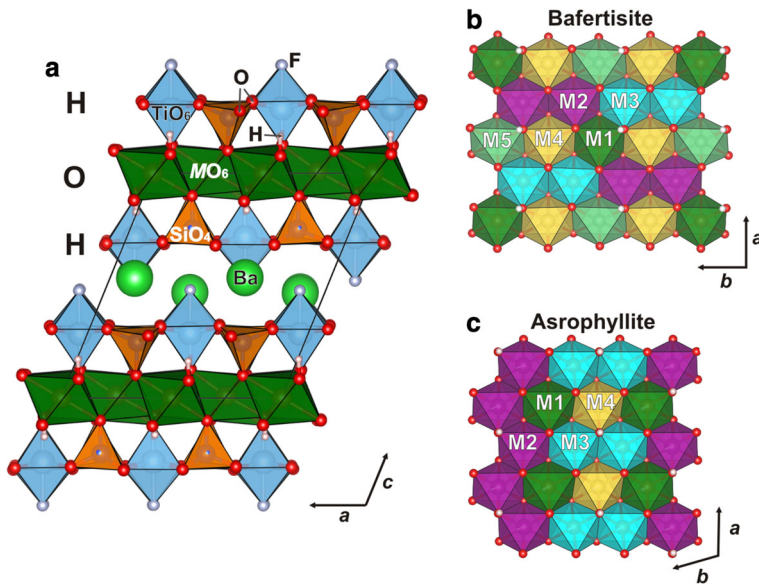 a
H
O
H
TiO₆
O
F
H
MO₆
SiO₄
Ba
c
a
b
Bafertisite
M2
M3
M5
M4
M1
a
b
c
Asrophyllite
M1
M4
M2
M3
a
b